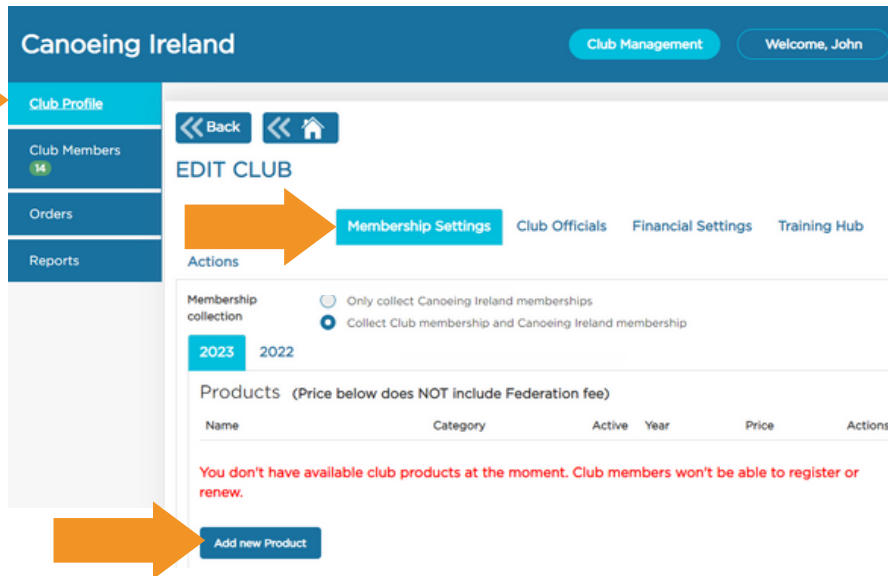 Canoeing Ireland
Club Management
Welcome, John
Club Profile
Club Members
14
Orders
Reports
Back
EDIT CLUB
Membership Settings Club Officials Financial Settings Training Hub
Actions
Membership
collection
Only collect Canoeing Ireland memberships
Collect Club membership and Canoeing Ireland membership
2023 2022
Products (Price below does NOT include Federation fee)
Name Category Active Year Price Actions
You don't have available club products at the moment. Club members won't be able to register or
renew.
Add new Product